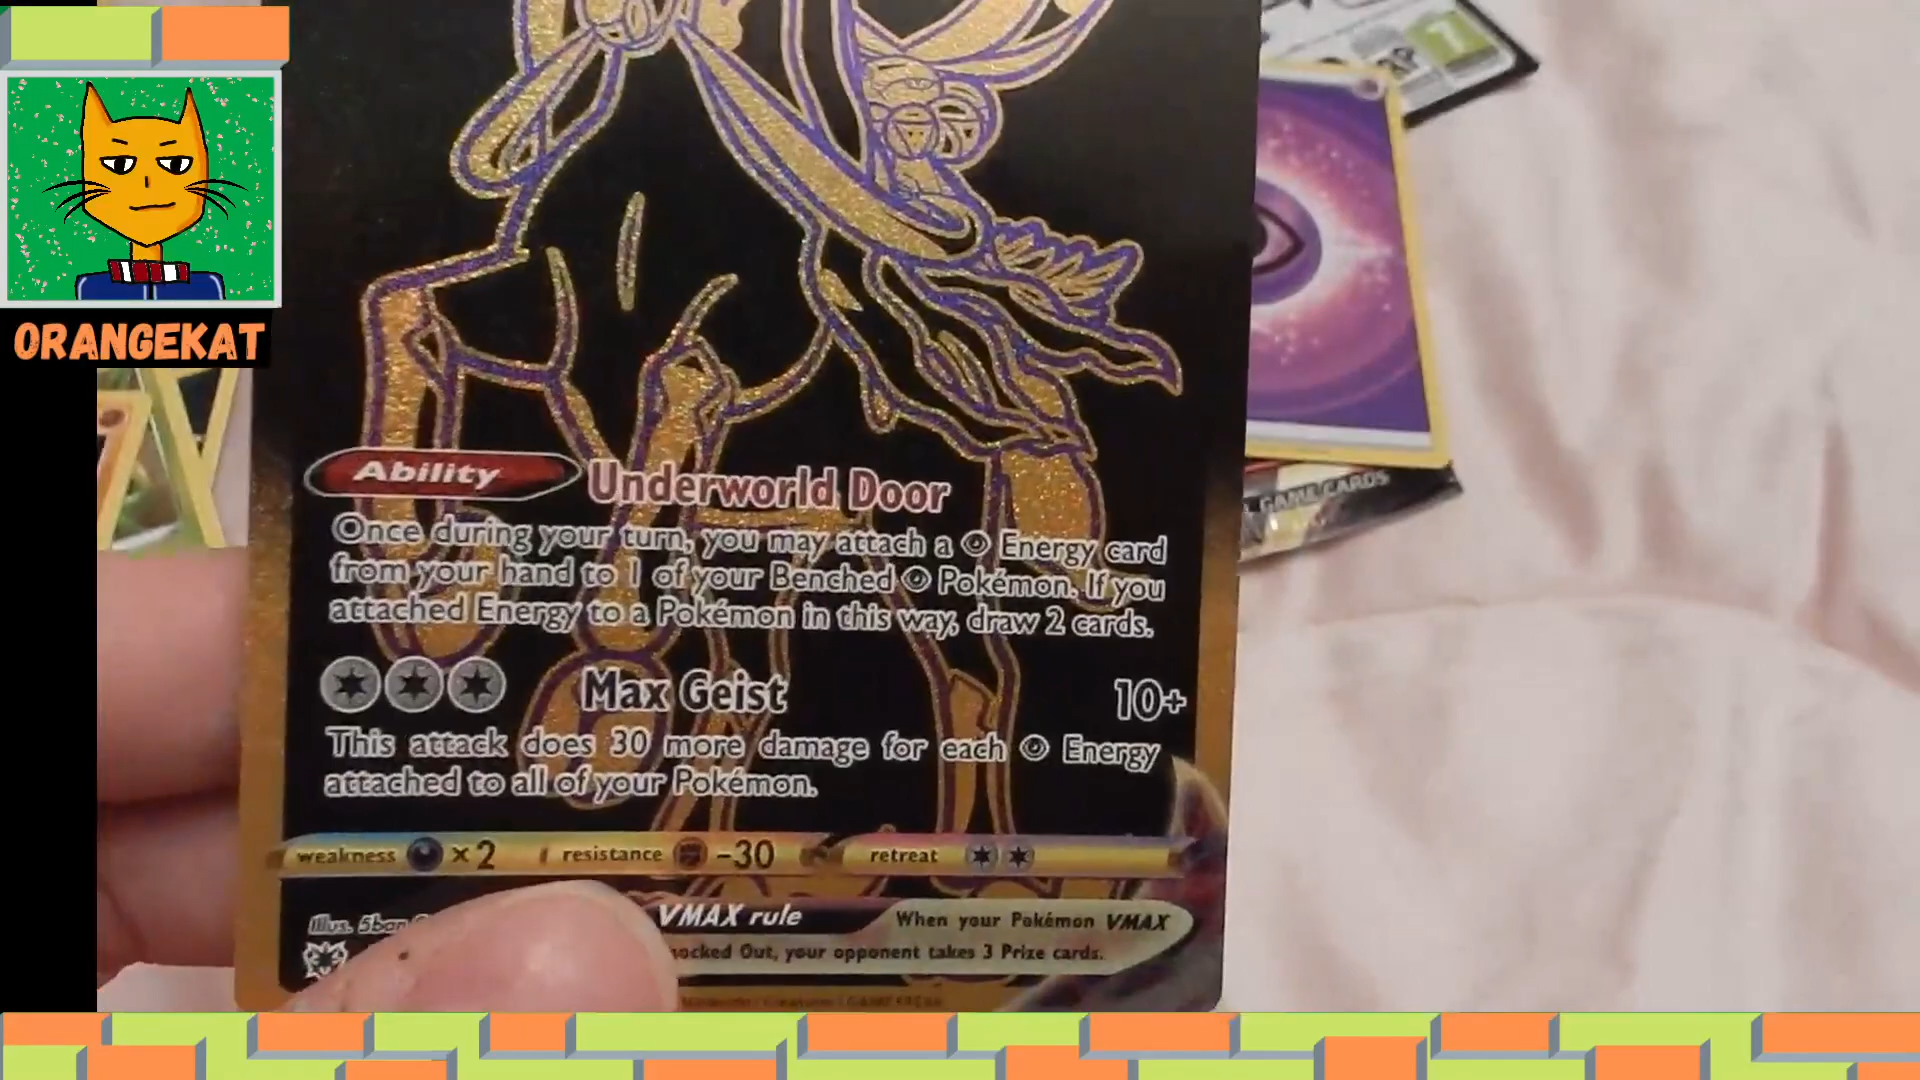 ORANGEKAT
Ability Underworld Door
Once during your turn, you may attach a Energy card
from your hand to 1 of your Benched Pokémon. If you
attached Energy to a Pokémon in this way, draw 2 cards.
Max Geist 10+
This attack does 30 more damage for each Energy
attached to all of your Pokémon.
weakness ×2 resistance -30 retreat
Illus. 5ban
VMAX rule When your Pokémon VMAX
Out, your opponent takes 3 Prize cards.
GAME CARDS